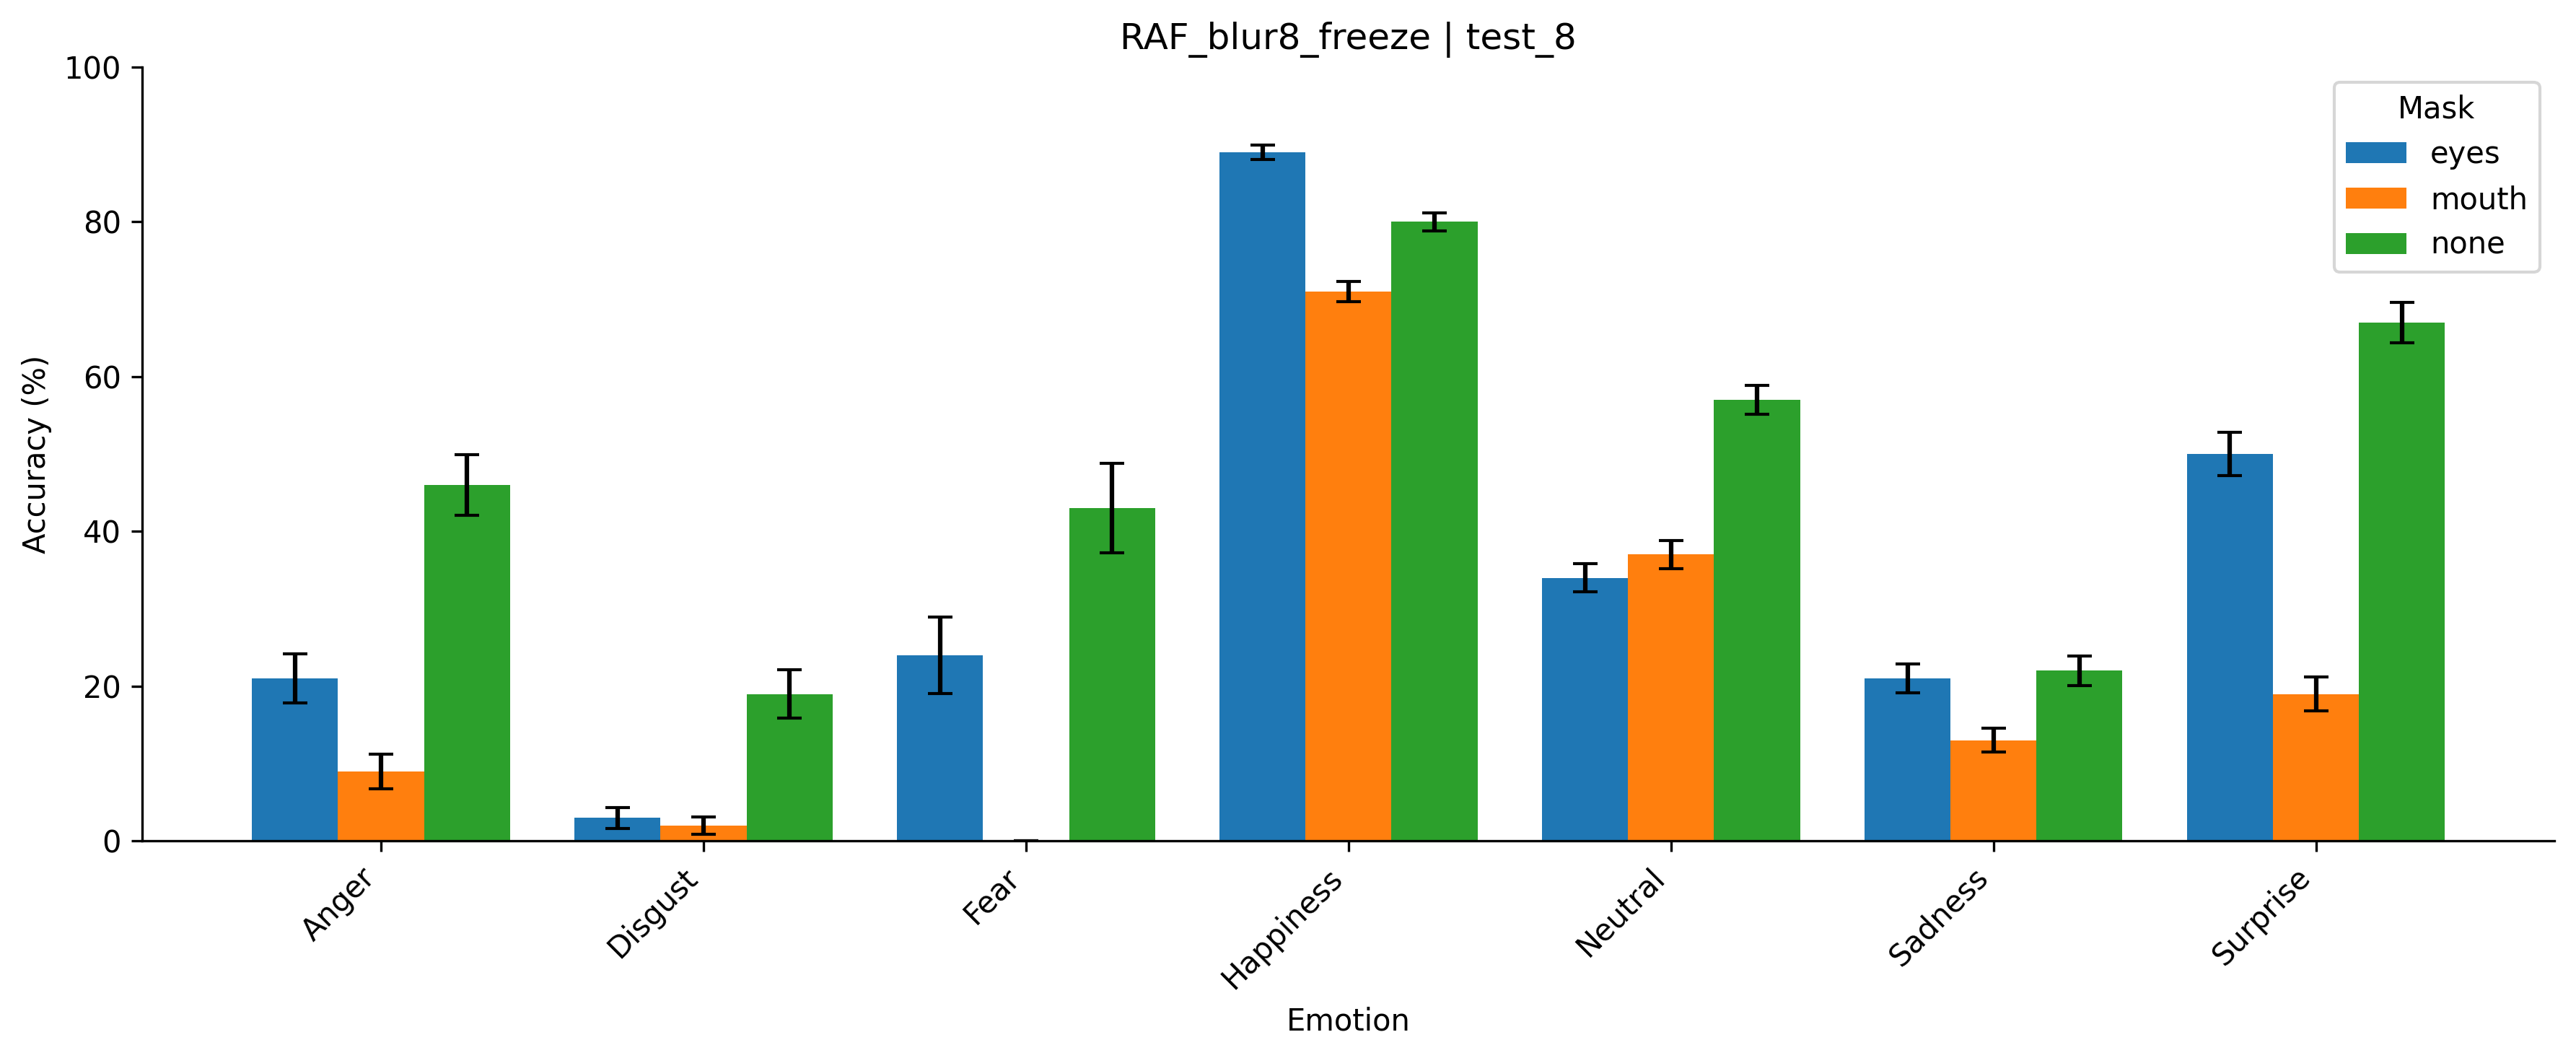 RAF_blur8_freeze | test_8
100
80
60
40
20
0
Accuracy (%)
Mask
eyes
mouth
none
Anger
Disgust
Fear
Happiness
Neutral
Sadness
Surprise
Emotion